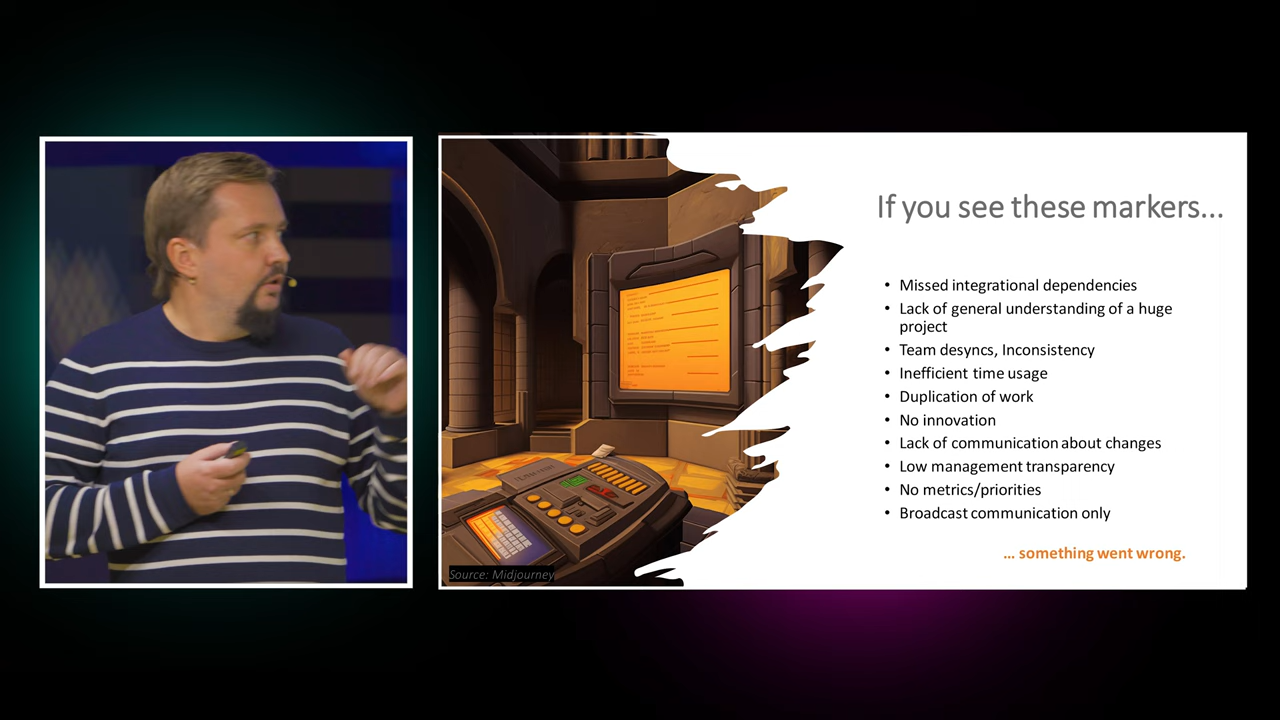 If you see these markers...
• Missed integrational dependencies
• Lack of general understanding of a huge
project
• Team desyncs, Inconsistency
• Inefficient time usage
• Duplication of work
• No innovation
• Lack of communication about changes
• Low management transparency
• No metrics/priorities
• Broadcast communication only
... something went wrong.
Source: Midjourney